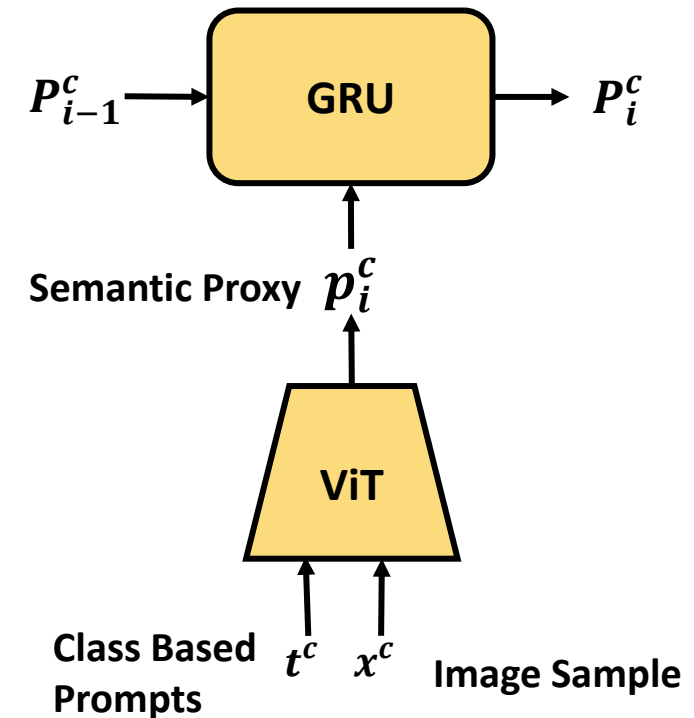 P^c_{i-1} GRU P^c_i
Semantic Proxy p^c_i
ViT
Class Based
Prompts
t^c x^c
Image Sample